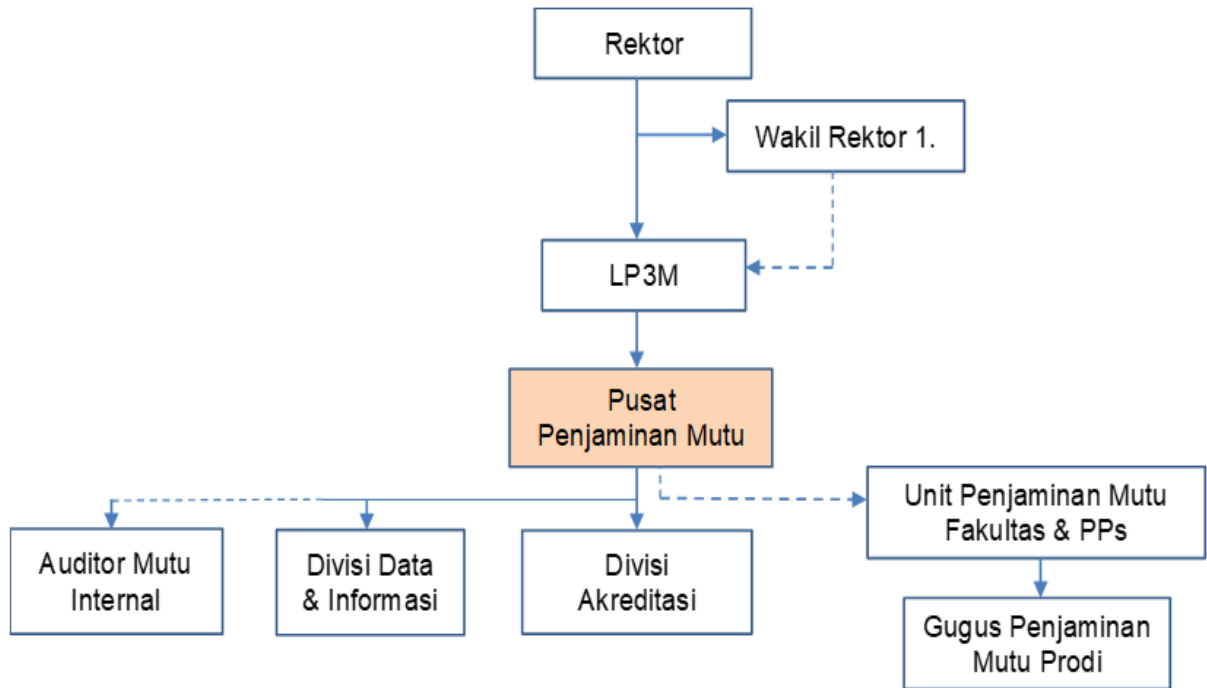 Rektor
Wakil Rektor 1.
LP3M
Pusat
Penjaminan Mutu
Unit Penjaminan Mutu
Fakultas & PPs
Auditor Mutu
Internal
Divisi Data
& Informasi
Divisi
Akreditasi
Gugus Penjaminan
Mutu Prodi